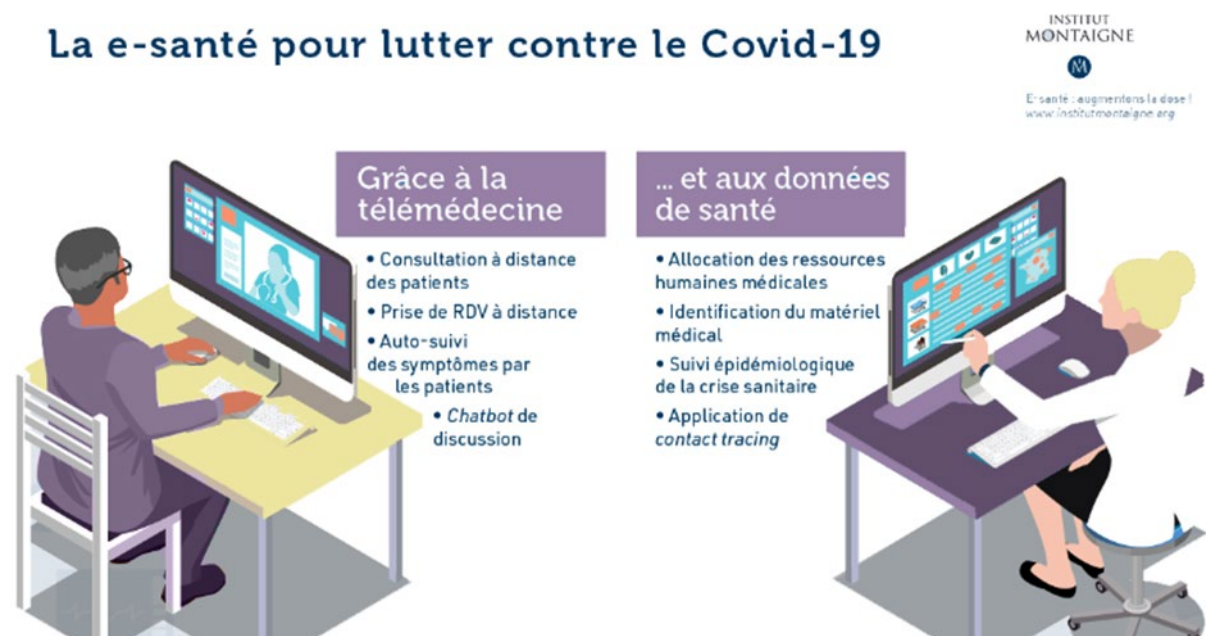 La e-santé pour lutter contre le Covid-19
INSTITUT
MONTAIGNE
M
E-santé : augmentons la dose !
www.institutmontaigne.org
Grâce à la
télémédecine
• Consultation à distance
des patients
• Prise de RDV à distance
• Auto-suivi
des symptômes par
les patients
• Chatbot de
discussion
... et aux données
de santé
• Allocation des ressources
humaines médicales
• Identification du matériel
médical
• Suivi épidémiologique
de la crise sanitaire
• Application de
contact tracing